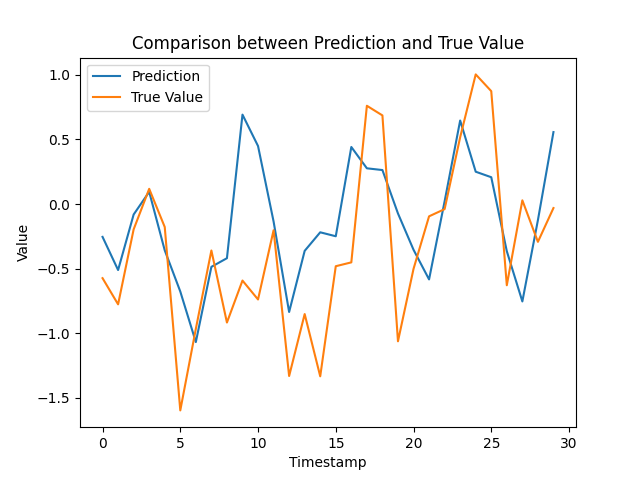 Comparison between Prediction and True Value
Prediction
True Value
1.0
0.5
0.0
−0.5
−1.0
−1.5
Value
0 5 10 15 20 25 30
Timestamp